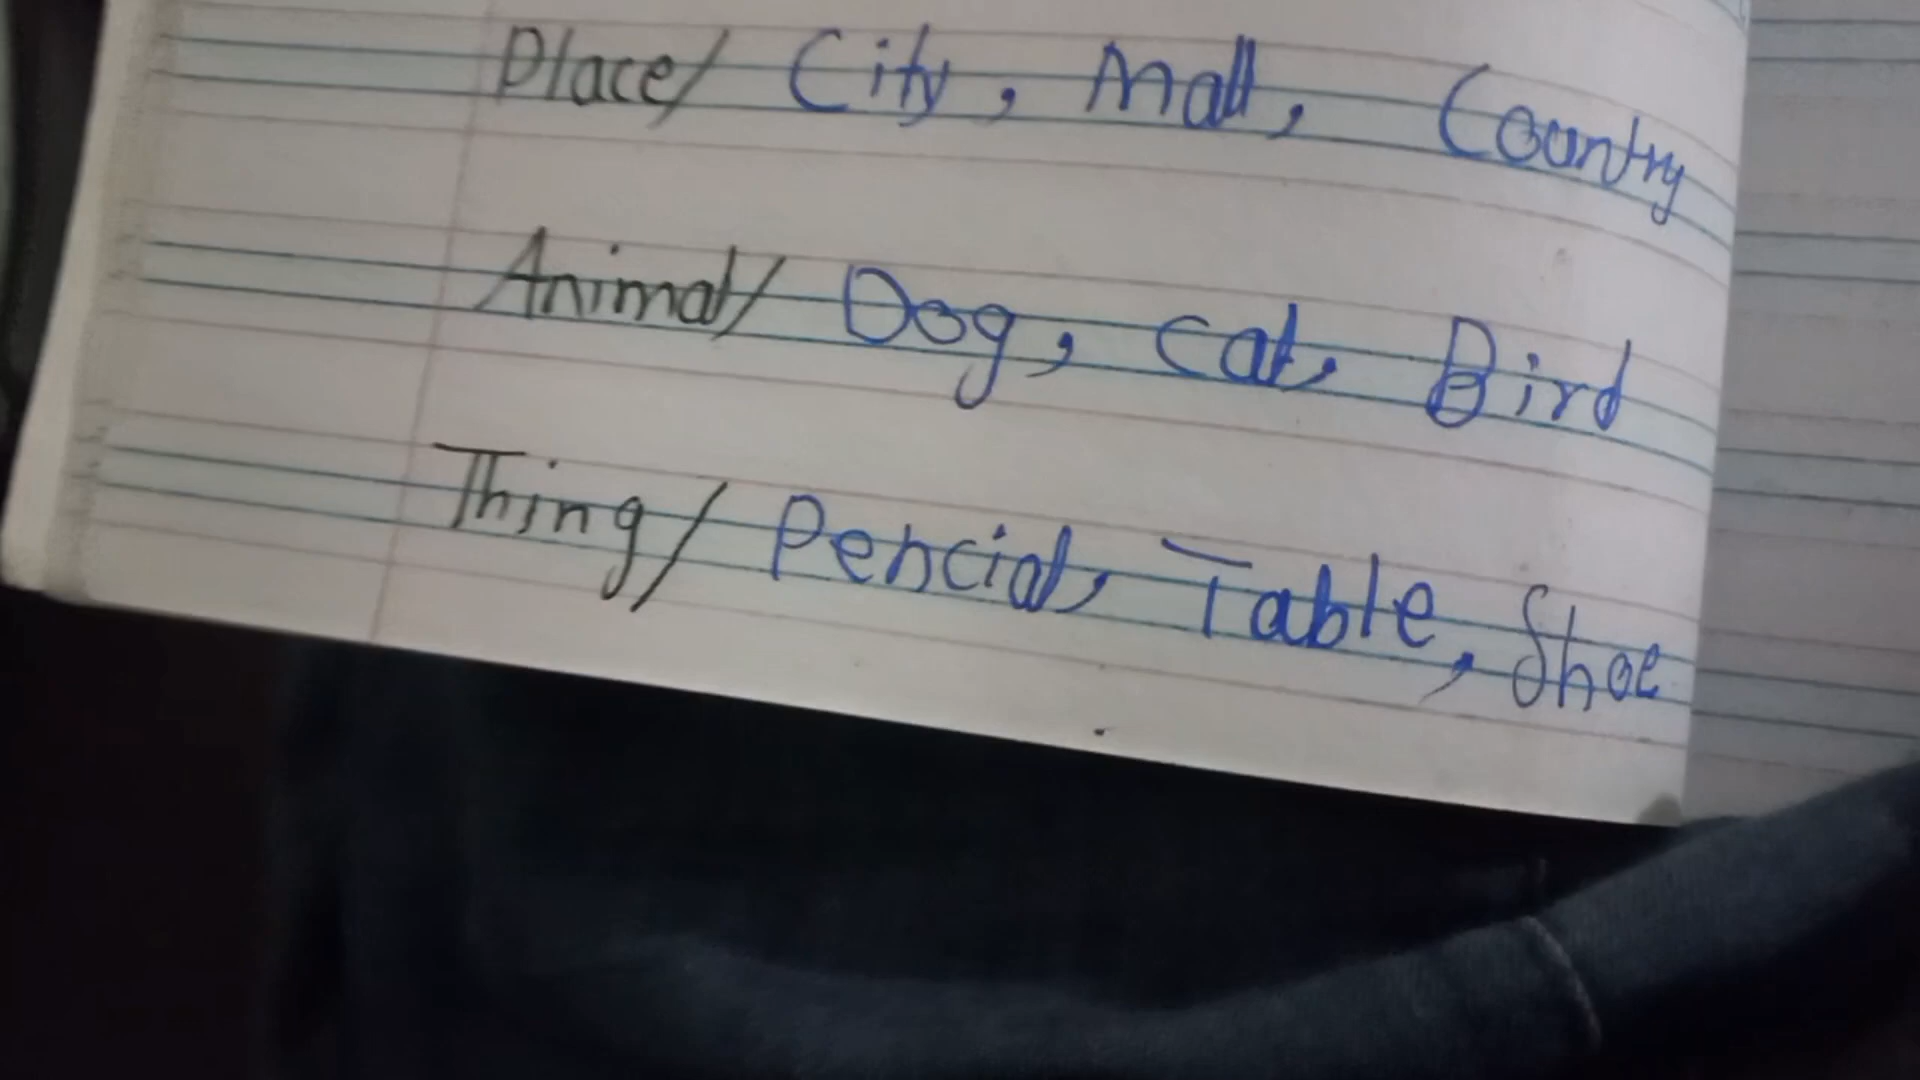 Place/ City, Mall, Country
Animal/ Dog, Cat, Bird
Thing/ Pencial, Table, Shoe